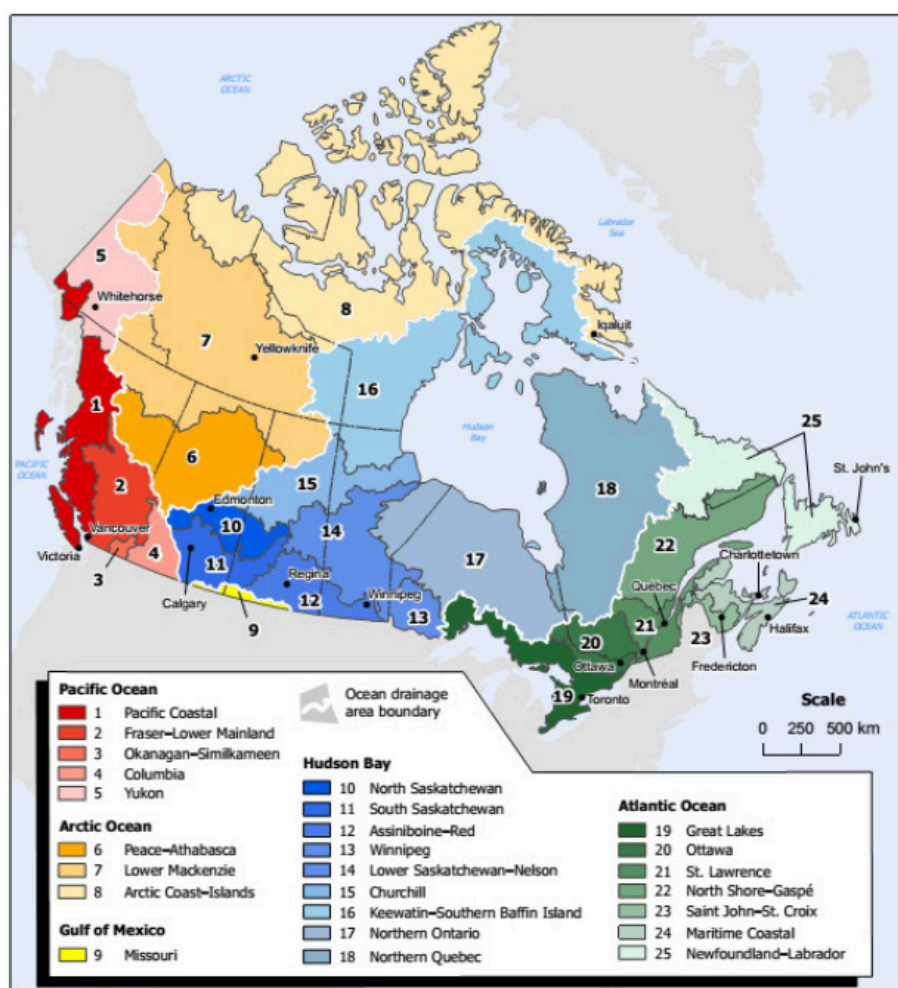 ARCTIC
OCEAN
Labrador
Sea
5
Whitehorse
8
Iqaluit
7
Yellowknife
16
1
Hudson
Bay
25
PACIFIC
OCEAN
6
St. John's
2
15
18
Edmonton
10
14
Vancouver
22
Charlottetown
Victoria
4
11
17
Québec
3
Regina
Calgary
12
Winnipeg
13
24
ATLANTIC
OCEAN
9
20
21
23
Halifax
Ottawa
Fredericton
Montréal
19
Toronto
Scale
0 250 500 km
Ocean drainage
area boundary
Pacific Ocean
1 Pacific Coastal
2 Fraser–Lower Mainland
3 Okanagan–Similkameen
4 Columbia
5 Yukon
Arctic Ocean
6 Peace–Athabasca
7 Lower Mackenzie
8 Arctic Coast–Islands
Gulf of Mexico
9 Missouri
Hudson Bay
10 North Saskatchewan
11 South Saskatchewan
12 Assiniboine–Red
13 Winnipeg
14 Lower Saskatchewan–Nelson
15 Churchill
16 Keewatin–Southern Baffin Island
17 Northern Ontario
18 Northern Quebec
Atlantic Ocean
19 Great Lakes
20 Ottawa
21 St. Lawrence
22 North Shore–Gaspé
23 Saint John–St. Croix
24 Maritime Coastal
25 Newfoundland–Labrador